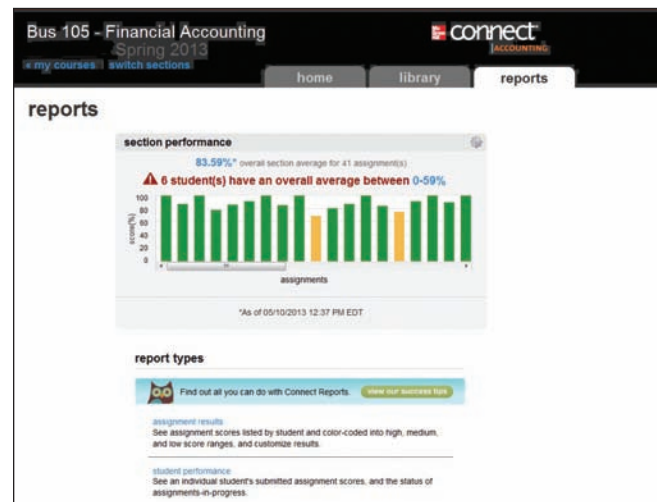 Bus 105 - Financial Accounting
Spring 2013
« my courses switch sections
connect
ACCOUNTING
home library reports
reports
section performance
83.59%* overall section average for 41 assignment(s)
6 student(s) have an overall average between 0-59%
score(%)
100
80
60
40
20
0
assignments
*As of 05/10/2013 12:37 PM EDT
report types
Find out all you can do with Connect Reports. view our success tips
assignment results
See assignment scores listed by student and color-coded into high, medium,
and low score ranges, and customize results.
student performance
See an individual student's submitted assignment scores, and the status of
assignments-in-progress.